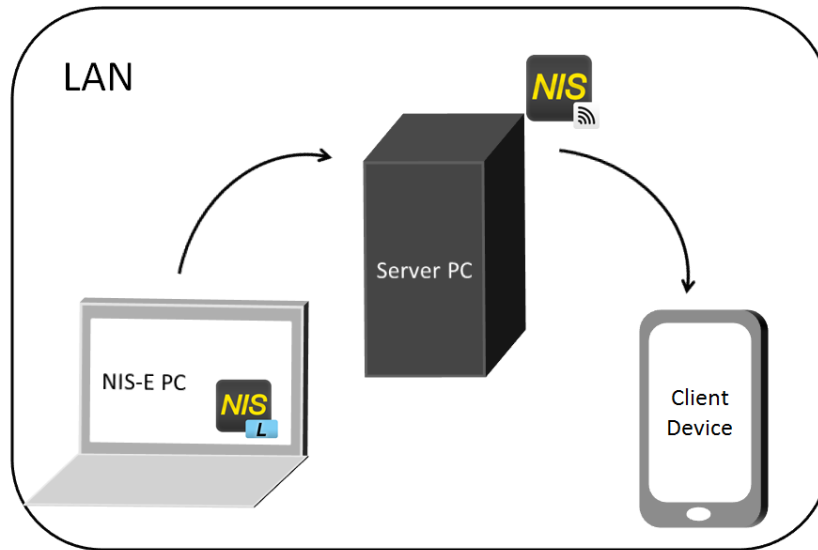 LAN
NIS
Server PC
NIS-E PC
NIS
L
Client
Device